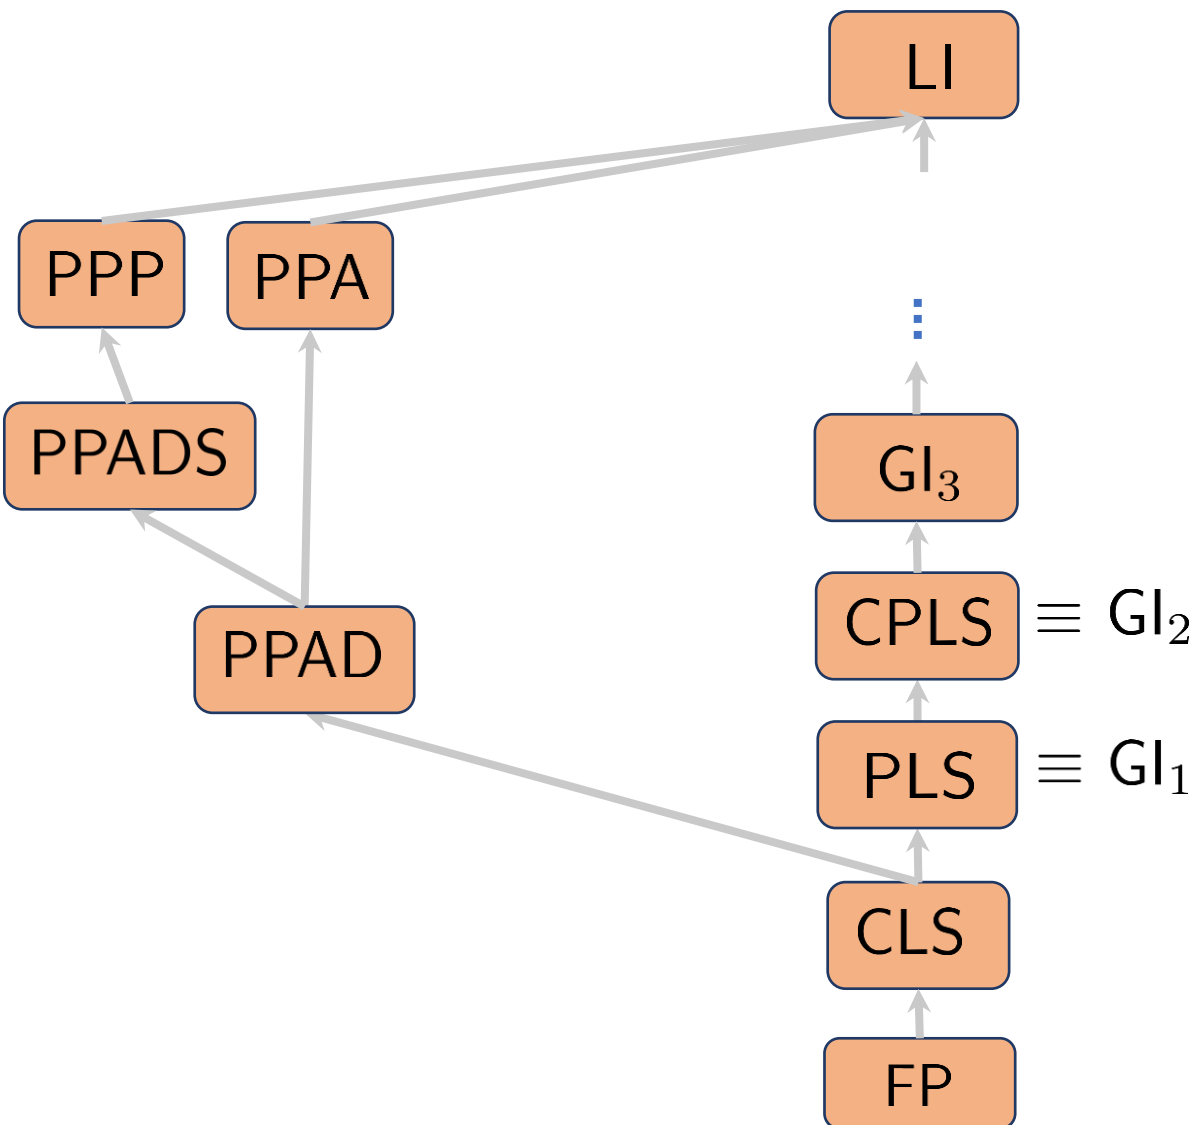 LI
PPP
PPA
PPADS
GI₃
PPAD
CPLS ≡ GI₂
PLS ≡ GI₁
CLS
FP